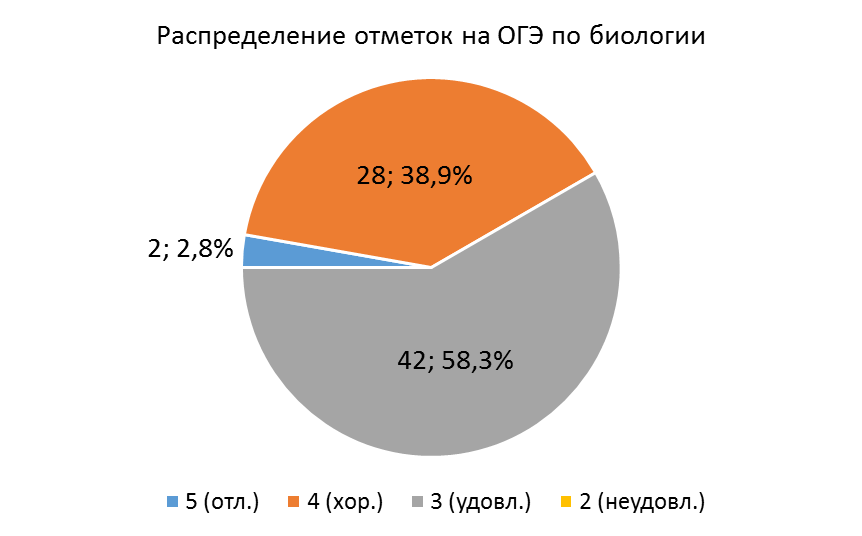 Распределение отметок на ОГЭ по биологии
28; 38,9%
2; 2,8%
42; 58,3%
5 (отл.) 4 (хор.) 3 (удовл.) 2 (неудовл.)